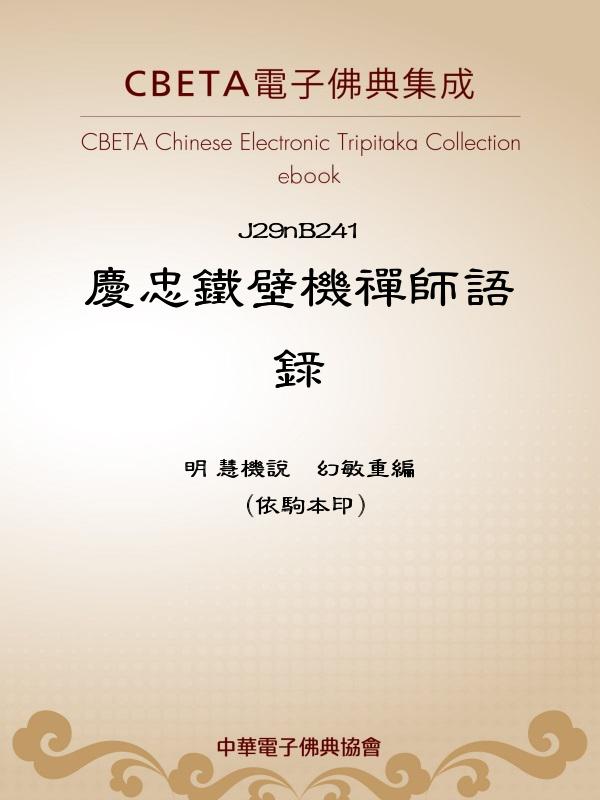 CBETA電子佛典集成
CBETA Chinese Electronic Tripitaka Collection
ebook
J29nB241
慶忠鐵壁機禪師語
錄
明 慧機說　幻敏重編
(依駒本印)
中華電子佛典協會